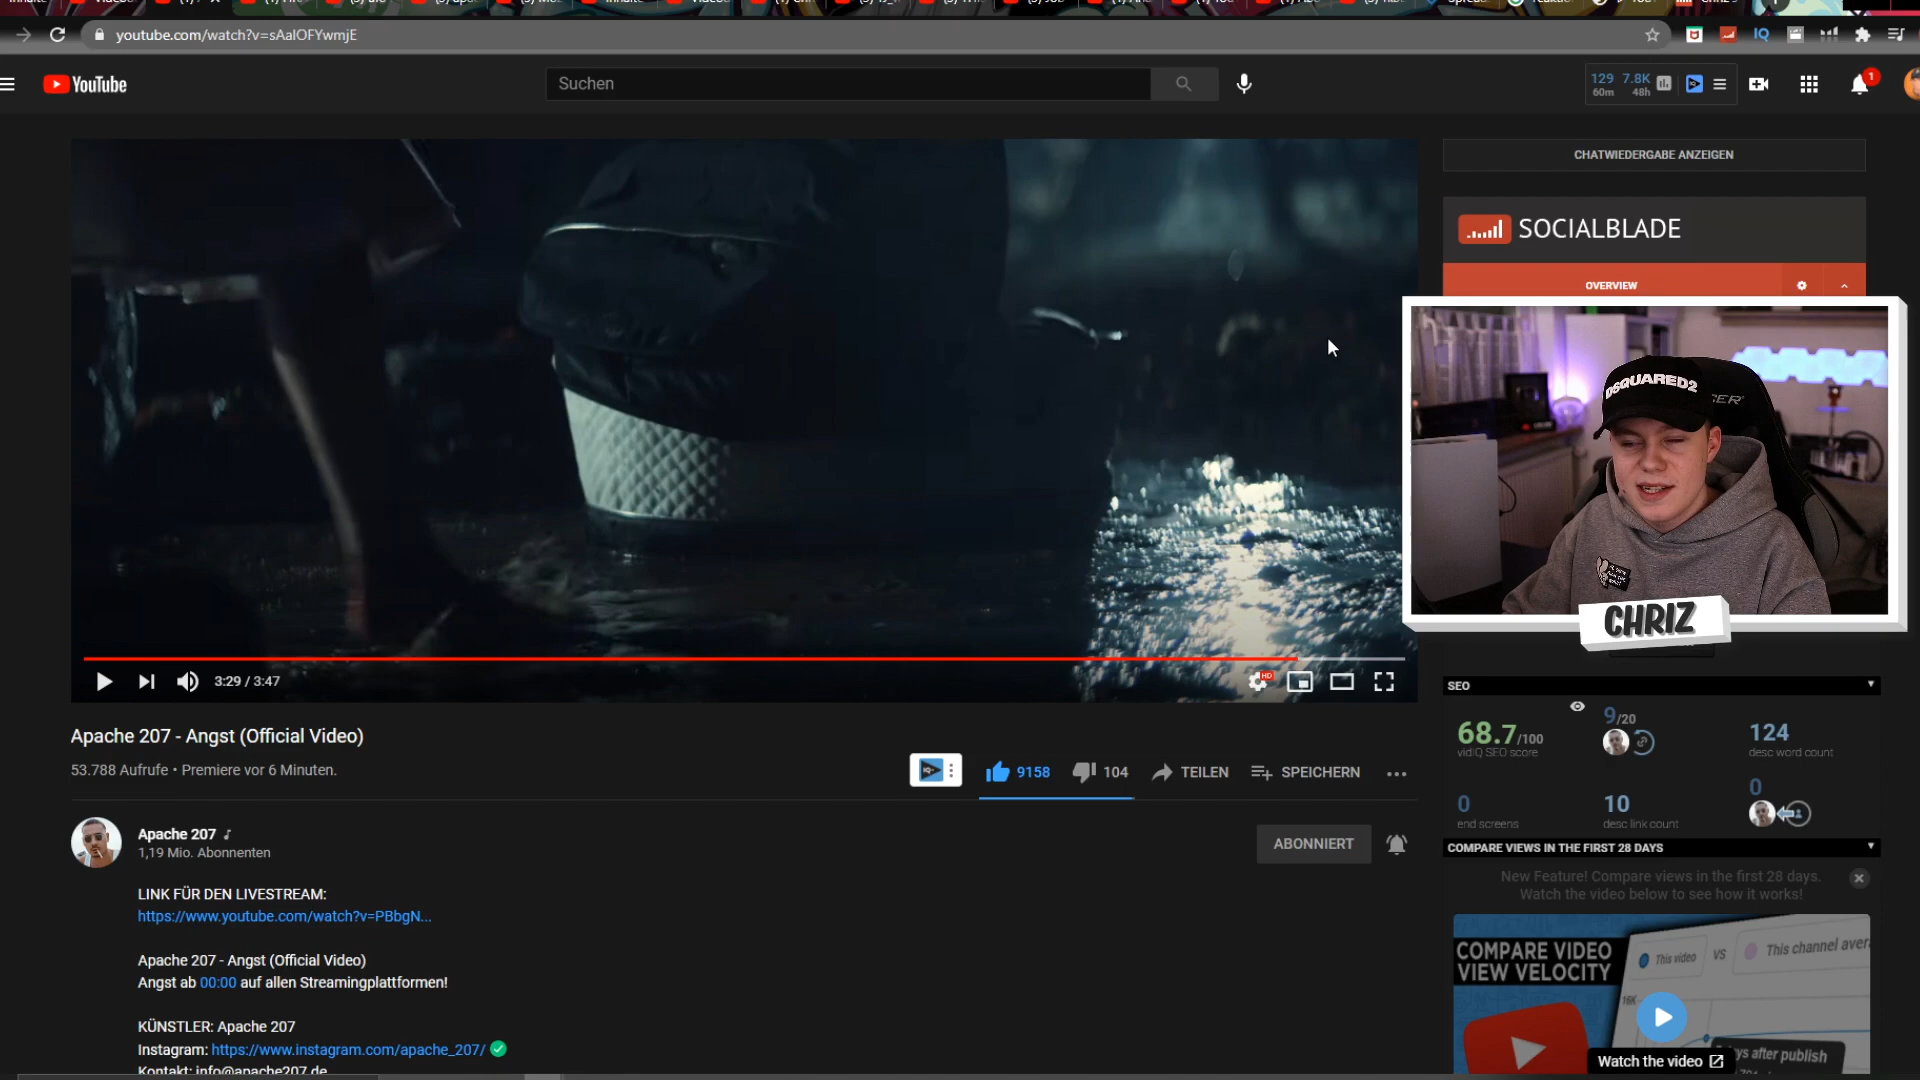 youtube.com/watch?v=sAalOFYwmjE
IQ
YouTube
Suchen
129 7.8K
60m 48h
1
CHATWIEDERGABE ANZEIGEN
SOCIALBLADE
OVERVIEW
DSQUARED2
CHRIZ
3:29 / 3:47
HD
Apache 207 - Angst (Official Video)
53.788 Aufrufe • Premiere vor 6 Minuten.
9158
104
TEILEN
SPEICHERN
Apache 207
1,19 Mio. Abonnenten
ABONNIERT
LINK FÜR DEN LIVESTREAM:
https://www.youtube.com/watch?v=PBbgN...
Apache 207 - Angst (Official Video)
Angst ab 00:00 auf allen Streamingplattformen!
KÜNSTLER: Apache 207
Instagram: https://www.instagram.com/apache_207/
Kontakt: info@apache207.de
SEO
68.7/100
vidIQ SEO score
9/20
124
desc word count
0
end screens
10
desc link count
0
COMPARE VIEWS IN THE FIRST 28 DAYS
New Feature! Compare views in the first 28 days.
Watch the video below to see how it works!
COMPARE VIDEO
VIEW VELOCITY
This video
VS
This channel
16K
Watch the video
after publish